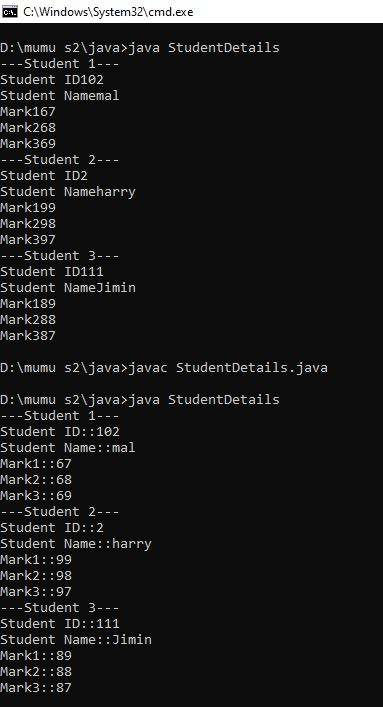 C:\Windows\System32\cmd.exe
D:\mumu s2\java>java StudentDetails
---Student 1---
Student ID102
Student Namemal
Mark167
Mark268
Mark369
---Student 2---
Student ID2
Student Nameharry
Mark199
Mark298
Mark397
---Student 3---
Student ID111
Student NameJimin
Mark189
Mark288
Mark387
D:\mumu s2\java>javac StudentDetails.java
D:\mumu s2\java>java StudentDetails
---Student 1---
Student ID::102
Student Name::mal
Mark1::67
Mark2::68
Mark3::69
---Student 2---
Student ID::2
Student Name::harry
Mark1::99
Mark2::98
Mark3::97
---Student 3---
Student ID::111
Student Name::Jimin
Mark1::89
Mark2::88
Mark3::87